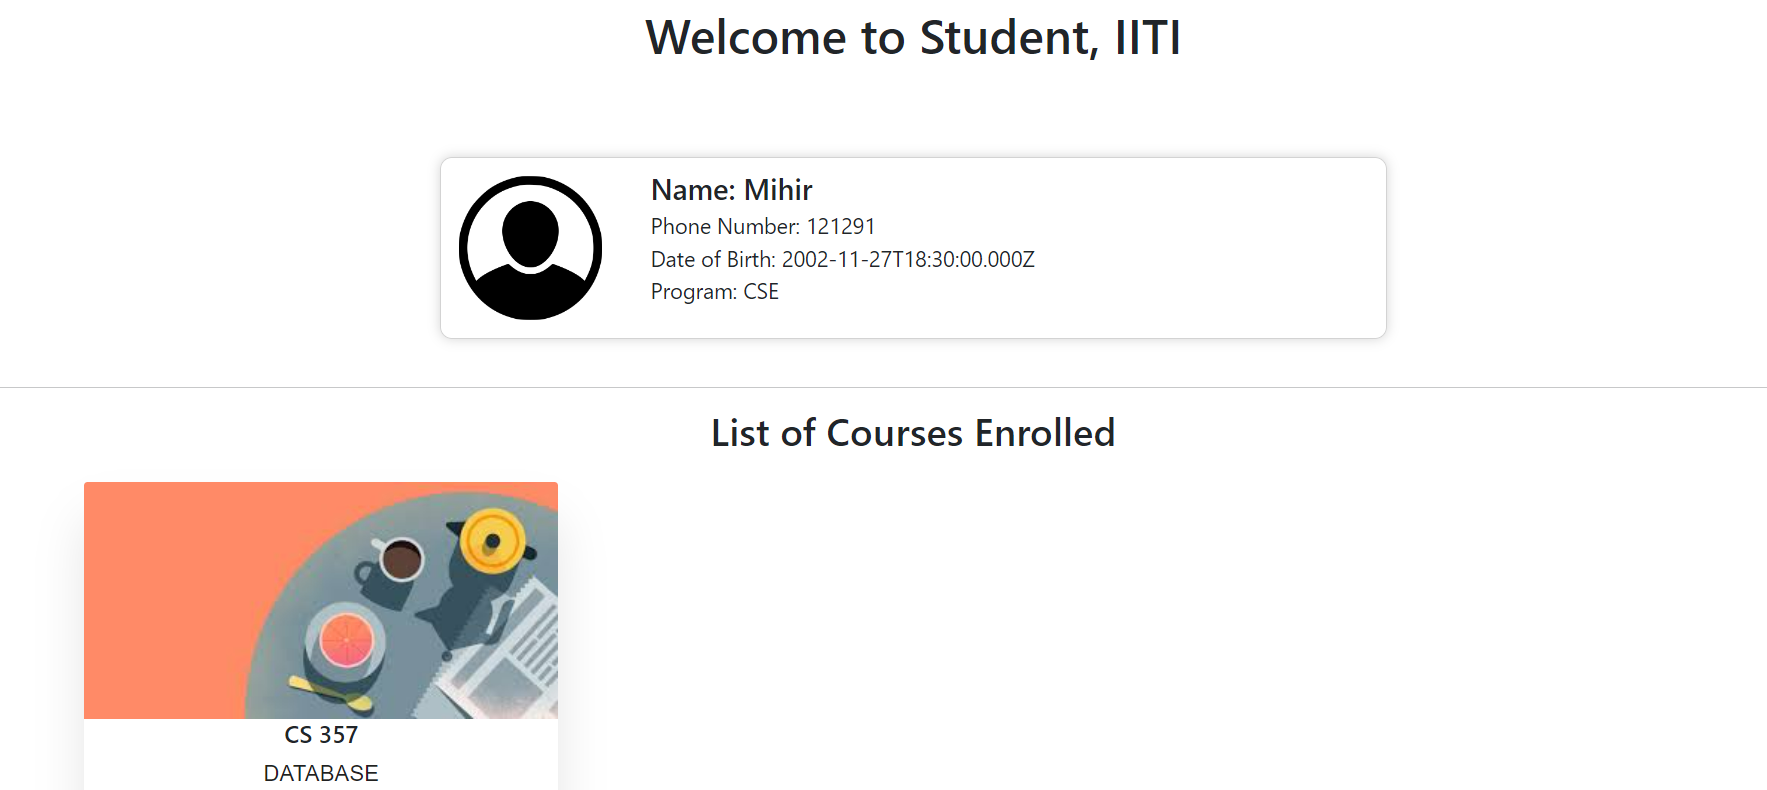 Welcome to Student, IITI
Name: Mihir
Phone Number: 121291
Date of Birth: 2002-11-27T18:30:00.000Z
Program: CSE
List of Courses Enrolled
CS 357
DATABASE